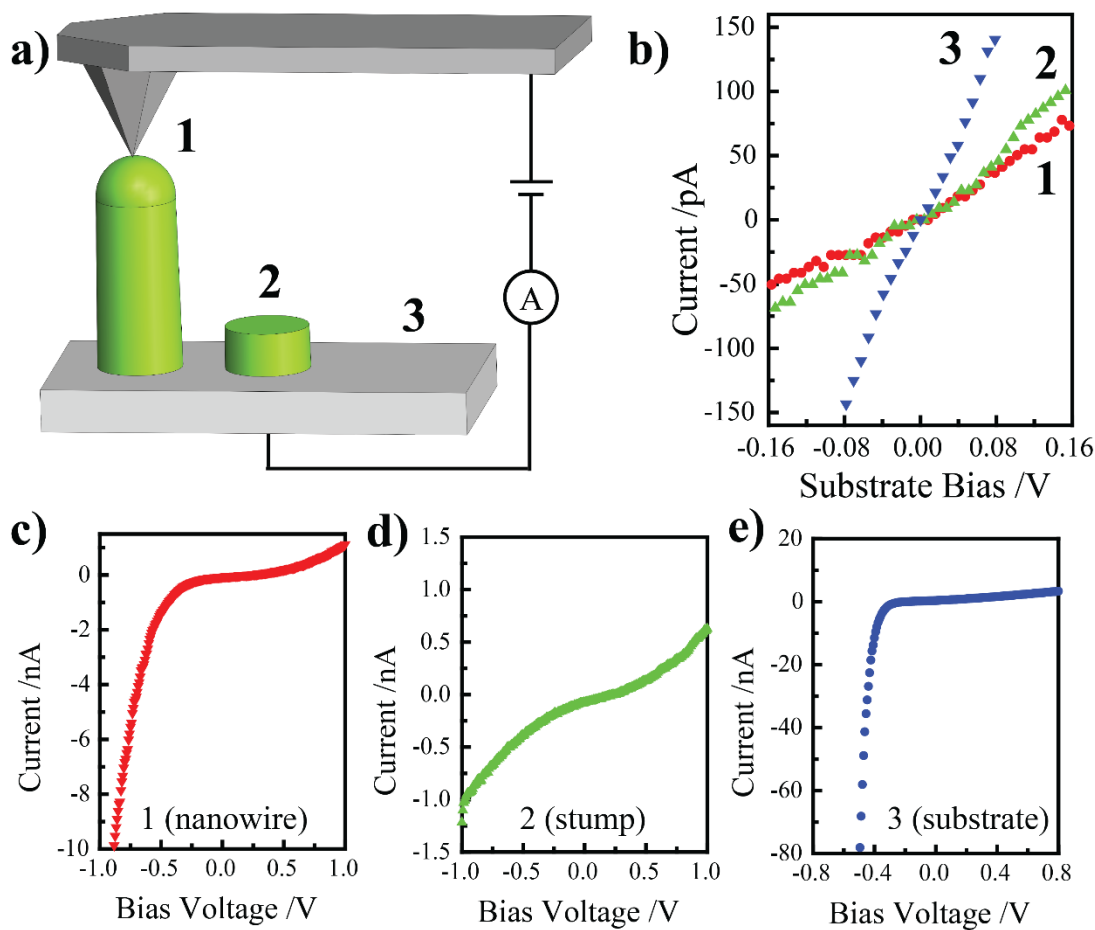 a)
1
2
3
A
b)
3
2
1
150
100
50
0
-50
-100
-150
-0.16 -0.08 0.00 0.08 0.16
Current /pA
Substrate Bias /V
c)
0
-2
-4
-6
-8
-10
-1.0 -0.5 0.0 0.5 1.0
Current /nA
1 (nanowire)
Bias Voltage /V
d)
1.5
1.0
0.5
0.0
-0.5
-1.0
-1.5
-1.0 -0.5 0.0 0.5 1.0
Current /nA
2 (stump)
Bias Voltage /V
e)
20
0
-20
-40
-60
-80
-0.8 -0.4 0.0 0.4 0.8
Current /nA
3 (substrate)
Bias Voltage /V